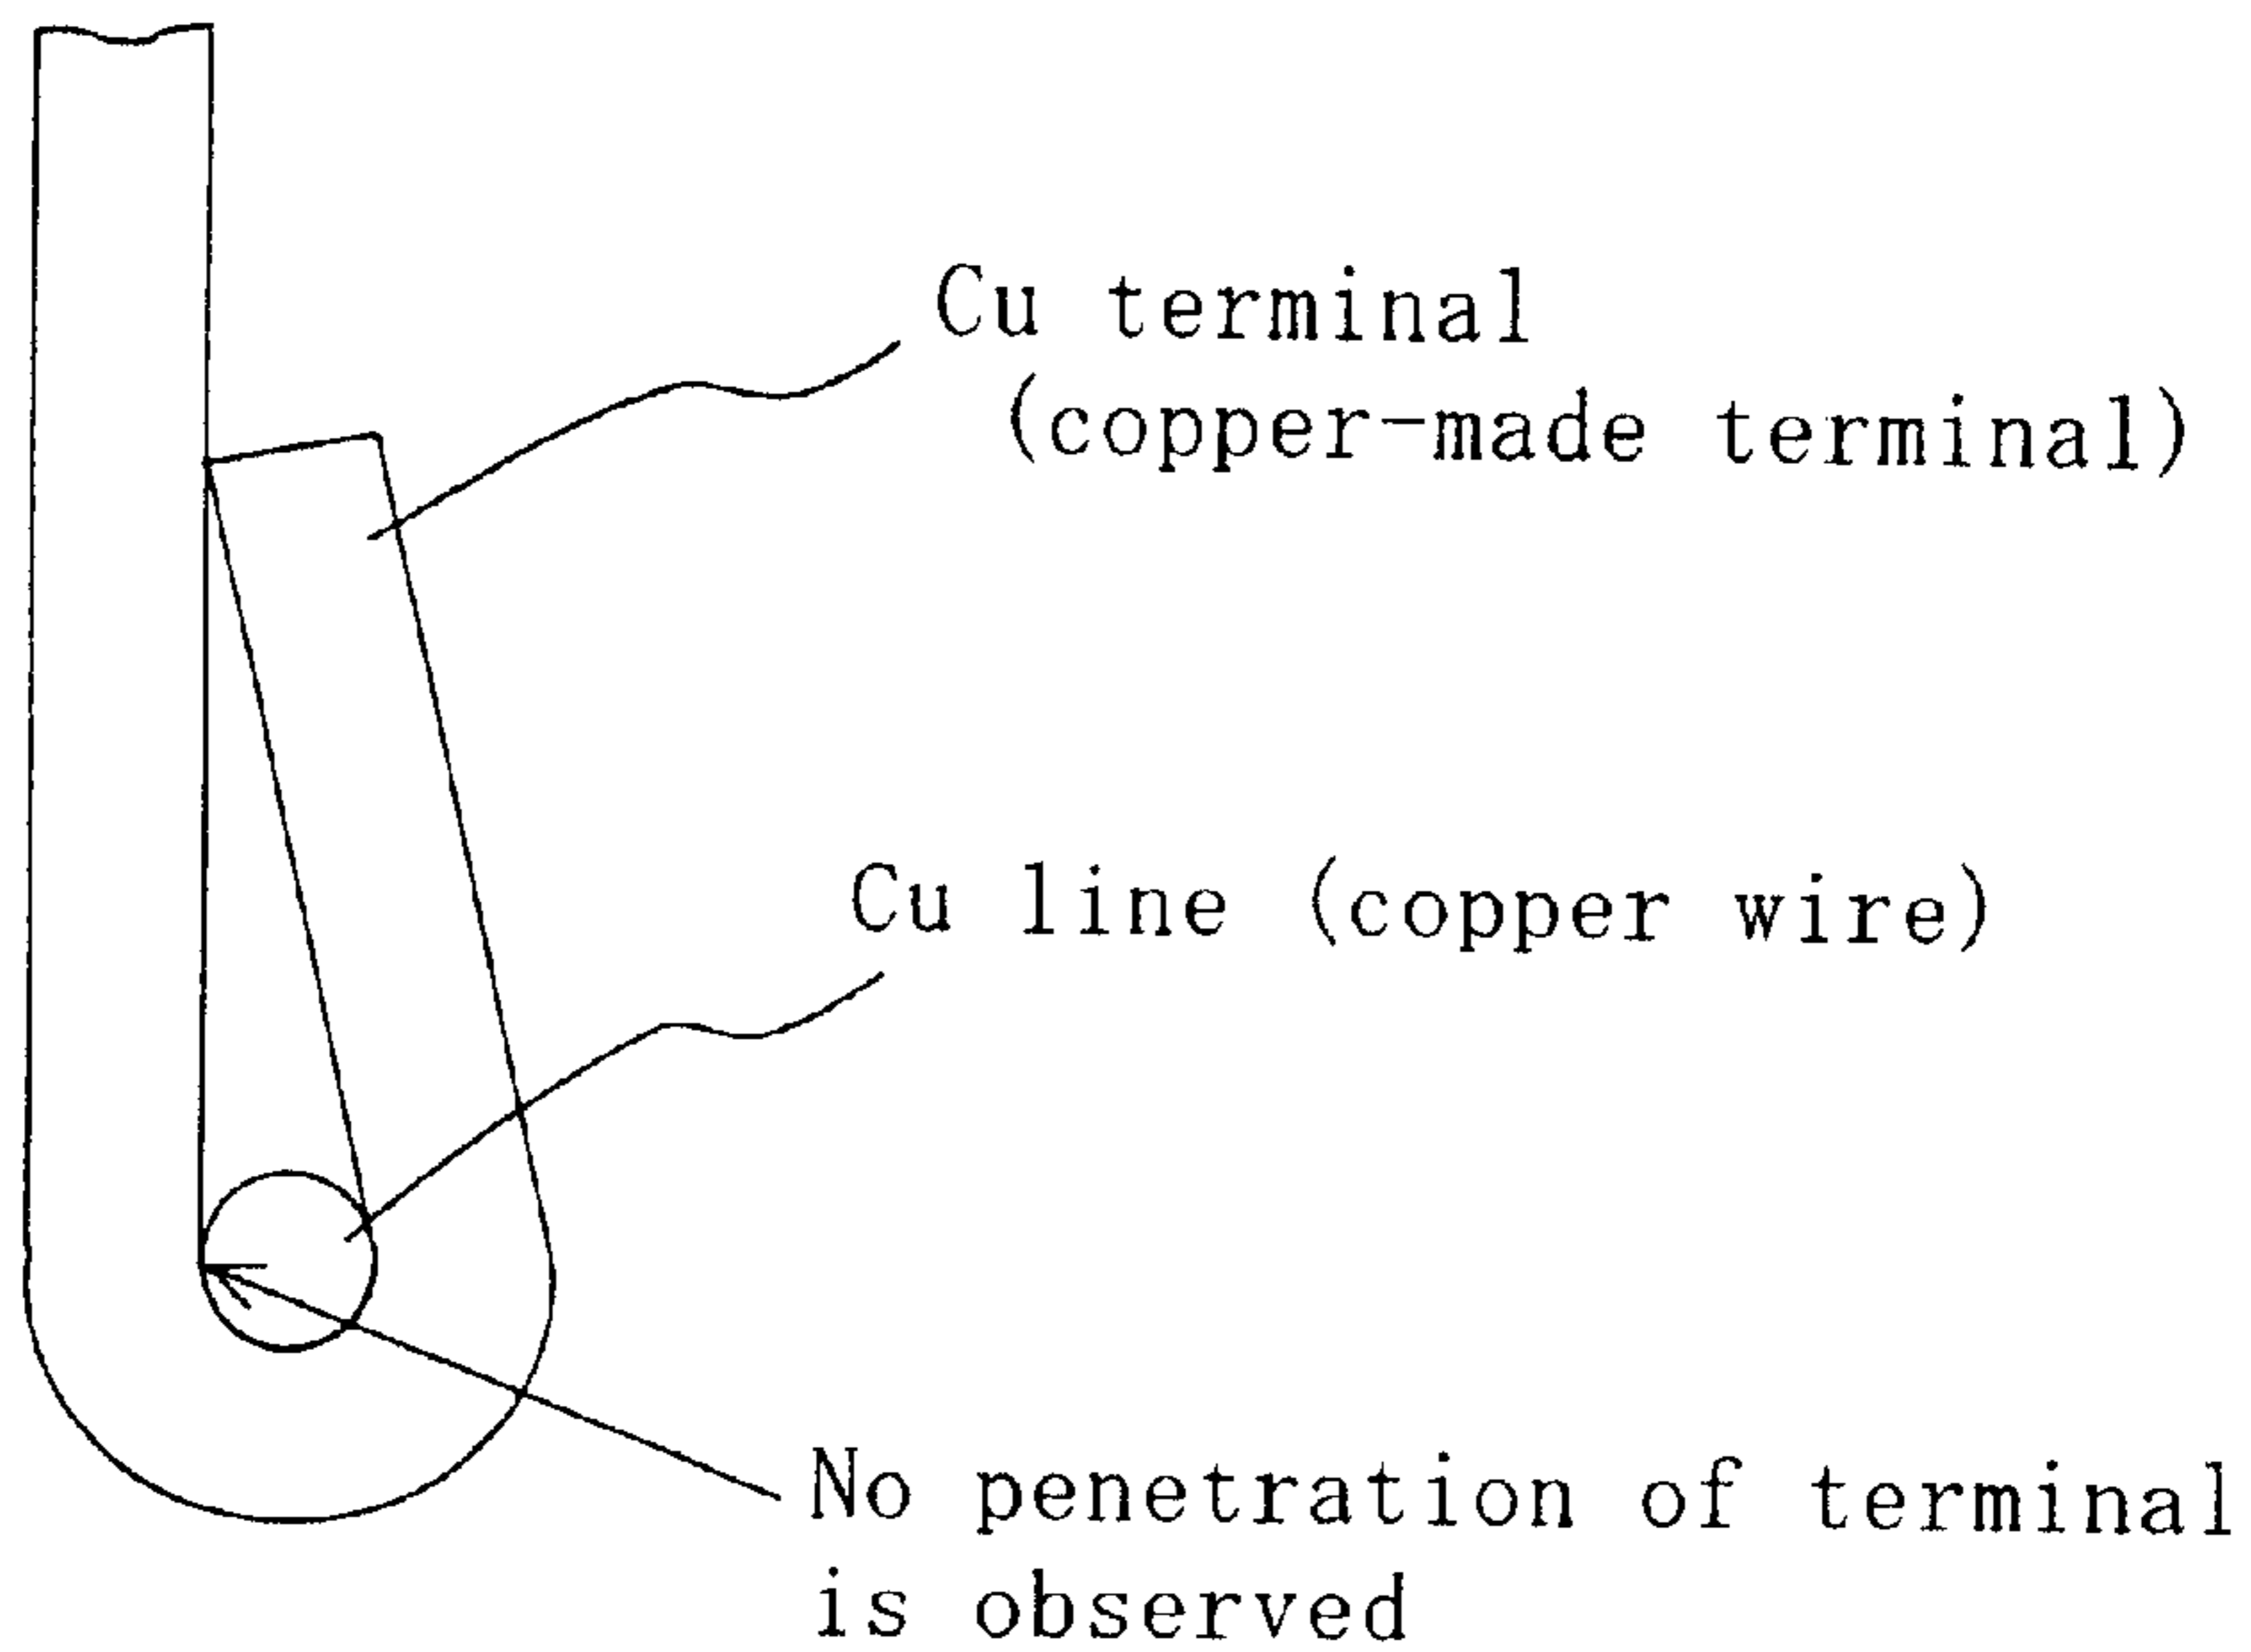 Cu terminal
(copper-made terminal)
Cu line (copper wire)
No penetration of terminal
is observed